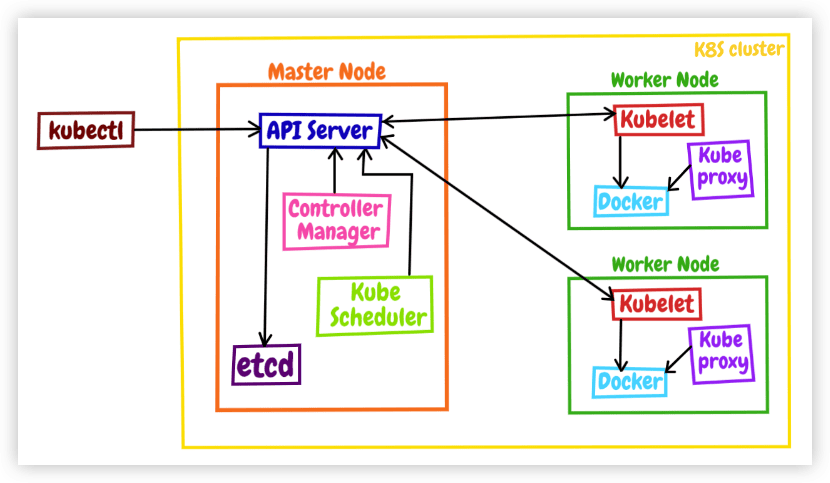 K8S cluster
Master Node
Worker Node
kubectl
API Server
Kubelet
Kube
proxy
Docker
Controller
Manager
Worker Node
Kube
Scheduler
Kubelet
Kube
proxy
etcd
Docker